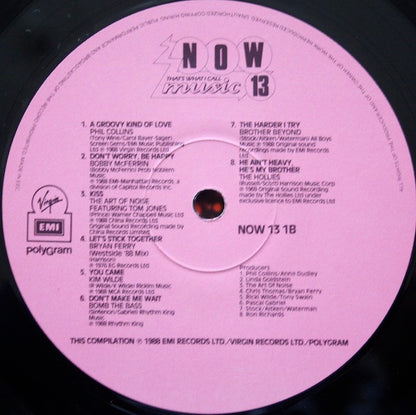 NOW
THAT'S WHAT I CALL
music 13
1. A GROOVY KIND OF LOVE
PHIL COLLINS
(Toni Wine/Carol Bayer-Sager)
Screen Gems/EMI Music Publishing
Ltd ℗ 1988 Virgin Records Ltd
2. DON'T WORRY, BE HAPPY
BOBBY McFERRIN
(Bobby McFerrin) Prob Noblem
Music
℗ 1988 EMI-Manhattan Records, a
division of Capitol Records Inc.
3. KISS
THE ART OF NOISE
FEATURING TOM JONES
(Prince) Warner Chappell Music Ltd
℗ 1988 China Records Ltd
Original Sound Recording made by
China Records Limited
4. LET'S STICK TOGETHER
BRYAN FERRY
(Westside '88 Mix)
(Harrison)
℗ 1976 EG Records Ltd
5. YOU CAME
KIM WILDE
(R Wilde/K Wilde) Rickim Music
℗ 1988 MCA Records Ltd
6. DON'T MAKE ME WAIT
BOMB THE BASS
(Simenon/Gabriel) Rhythm King
Music
℗ 1988 Rhythm King
7. THE HARDER I TRY
BROTHER BEYOND
(Stock/Aitken/Waterman) All Boys
Music ℗ 1988 Original sound
recordings made by EMI Records
Ltd.
8. HE AIN'T HEAVY,
HE'S MY BROTHER
THE HOLLIES
(Russell/Scott) Harrison Music Corp
℗ 1969 Original Sound Recording
made by The Hollies Ltd under
exclusive licence to EMI Records Ltd
Virgin
EMI
polygram
NOW 13 1B
Producers
1. Phil Collins/Anne Dudley
2. Linda Goldstein
3. The Art Of Noise
4. Chris Thomas/Bryan Ferry
5. Ricki Wilde/Tony Swain
6. Pascal Gabriel
7. Stock/Aitken/Waterman
8. Ron Richards
THIS COMPILATION ℗ 1988 EMI RECORDS LTD./VIRGIN RECORDS LTD./POLYGRAM